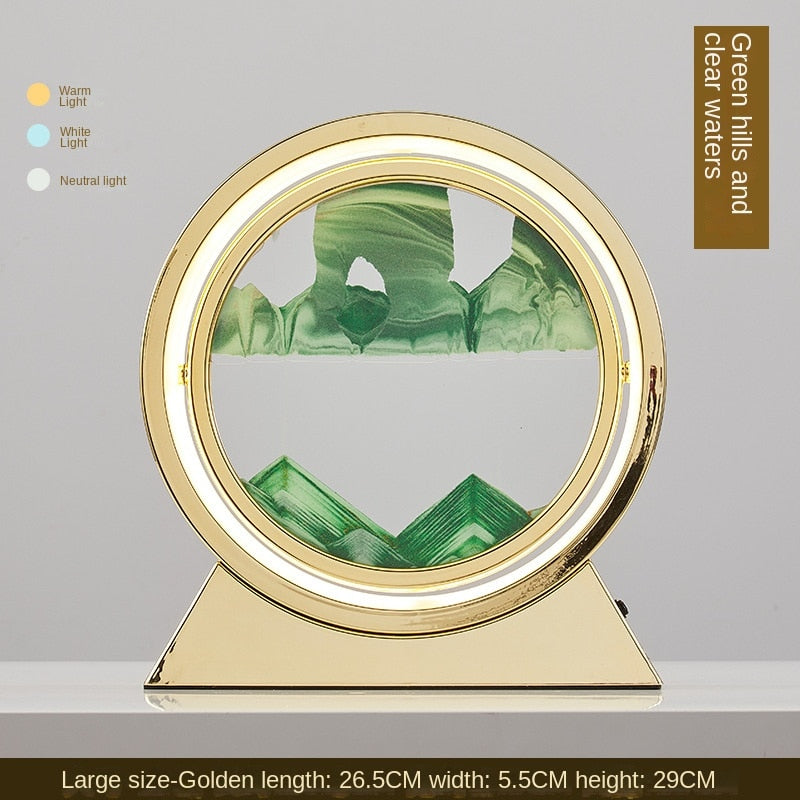 Warm
Light
White
Light
Neutral light
Green hills and
clear waters
Large size-Golden length: 26.5CM width: 5.5CM height: 29CM